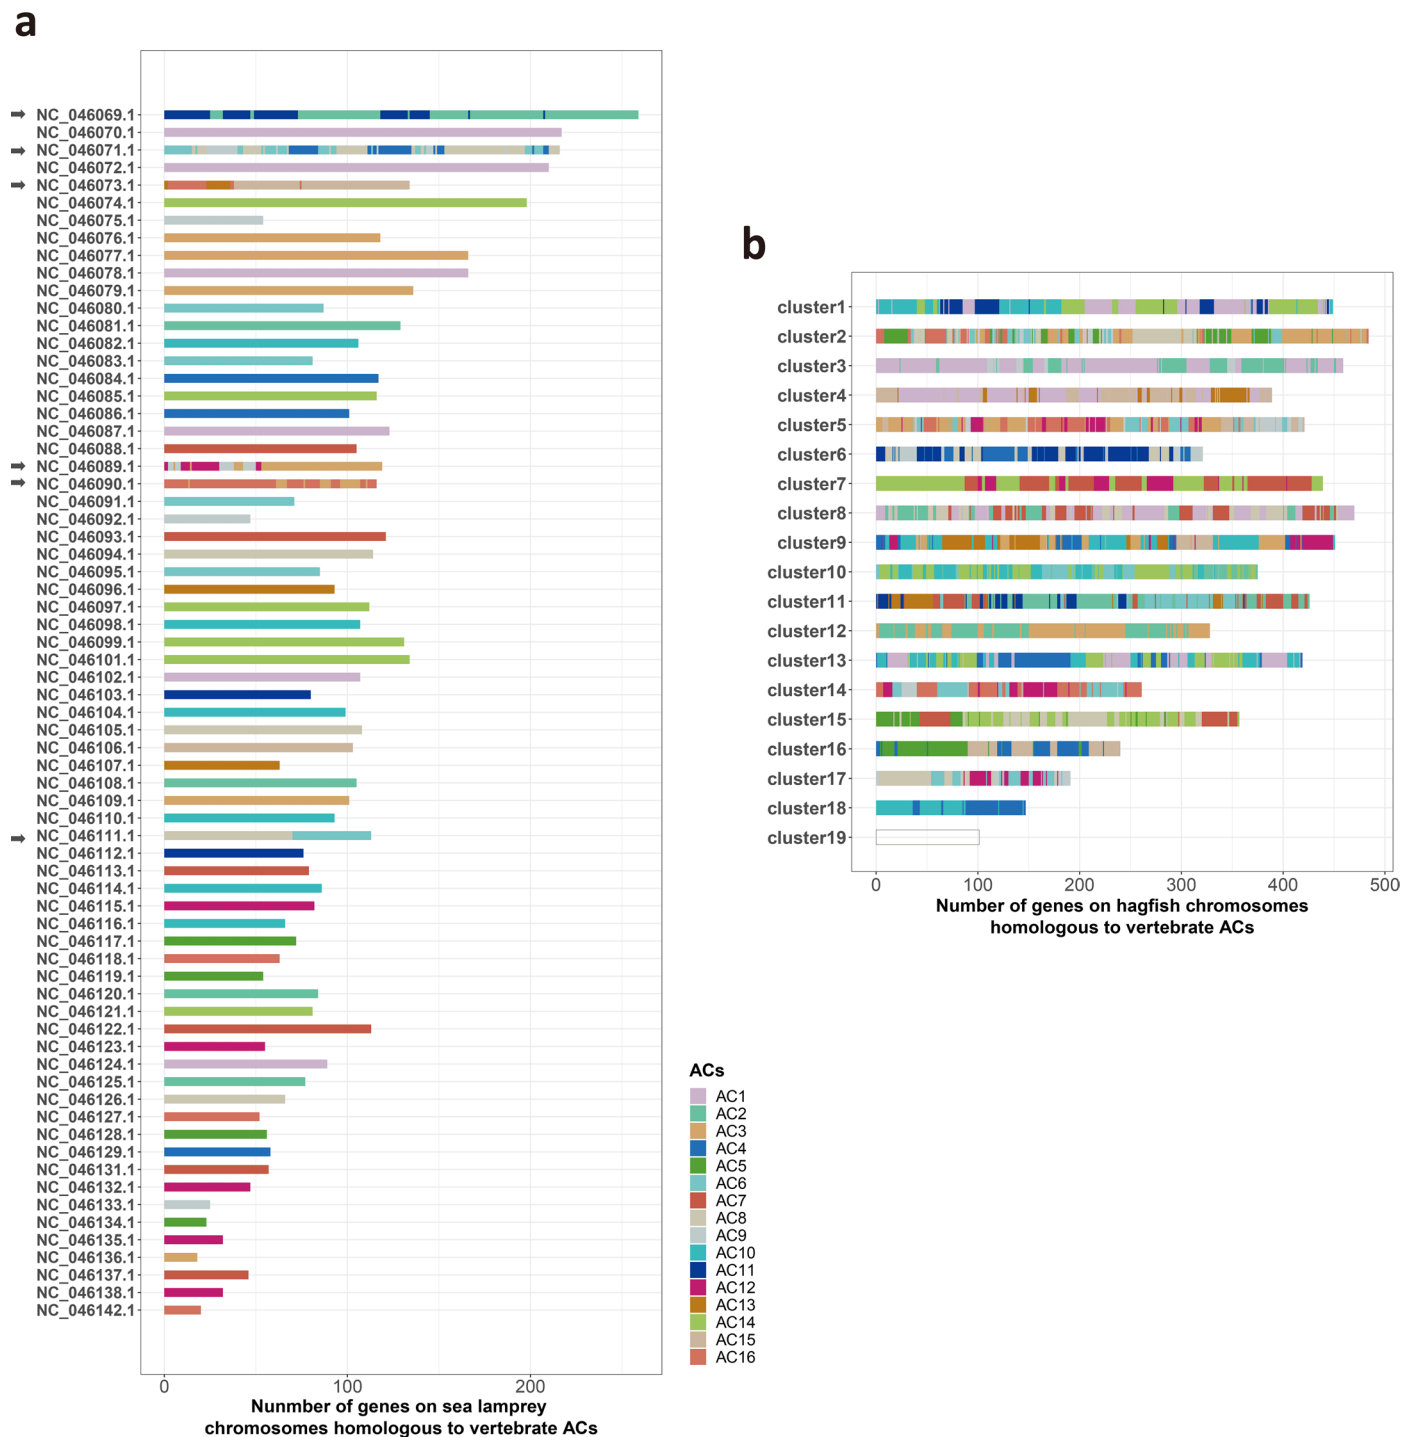 a
NC_046069.1
NC_046070.1
NC_046071.1
NC_046072.1
NC_046073.1
NC_046074.1
NC_046075.1
NC_046076.1
NC_046077.1
NC_046078.1
NC_046079.1
NC_046080.1
NC_046081.1
NC_046082.1
NC_046083.1
NC_046084.1
NC_046085.1
NC_046086.1
NC_046087.1
NC_046088.1
NC_046089.1
NC_046090.1
NC_046091.1
NC_046092.1
NC_046093.1
NC_046094.1
NC_046095.1
NC_046096.1
NC_046097.1
NC_046098.1
NC_046099.1
NC_046101.1
NC_046102.1
NC_046103.1
NC_046104.1
NC_046105.1
NC_046106.1
NC_046107.1
NC_046108.1
NC_046109.1
NC_046110.1
NC_046111.1
NC_046112.1
NC_046113.1
NC_046114.1
NC_046115.1
NC_046116.1
NC_046117.1
NC_046118.1
NC_046119.1
NC_046120.1
NC_046121.1
NC_046122.1
NC_046123.1
NC_046124.1
NC_046125.1
NC_046126.1
NC_046127.1
NC_046128.1
NC_046129.1
NC_046131.1
NC_046132.1
NC_046133.1
NC_046134.1
NC_046135.1
NC_046136.1
NC_046137.1
NC_046138.1
NC_046142.1
0 100 200
Nunmber of genes on sea lamprey
chromosomes homologous to vertebrate ACs
b
cluster1
cluster2
cluster3
cluster4
cluster5
cluster6
cluster7
cluster8
cluster9
cluster10
cluster11
cluster12
cluster13
cluster14
cluster15
cluster16
cluster17
cluster18
cluster19
0 100 200 300 400 500
Number of genes on hagfish chromosomes
homologous to vertebrate ACs
ACs
AC1
AC2
AC3
AC4
AC5
AC6
AC7
AC8
AC9
AC10
AC11
AC12
AC13
AC14
AC15
AC16